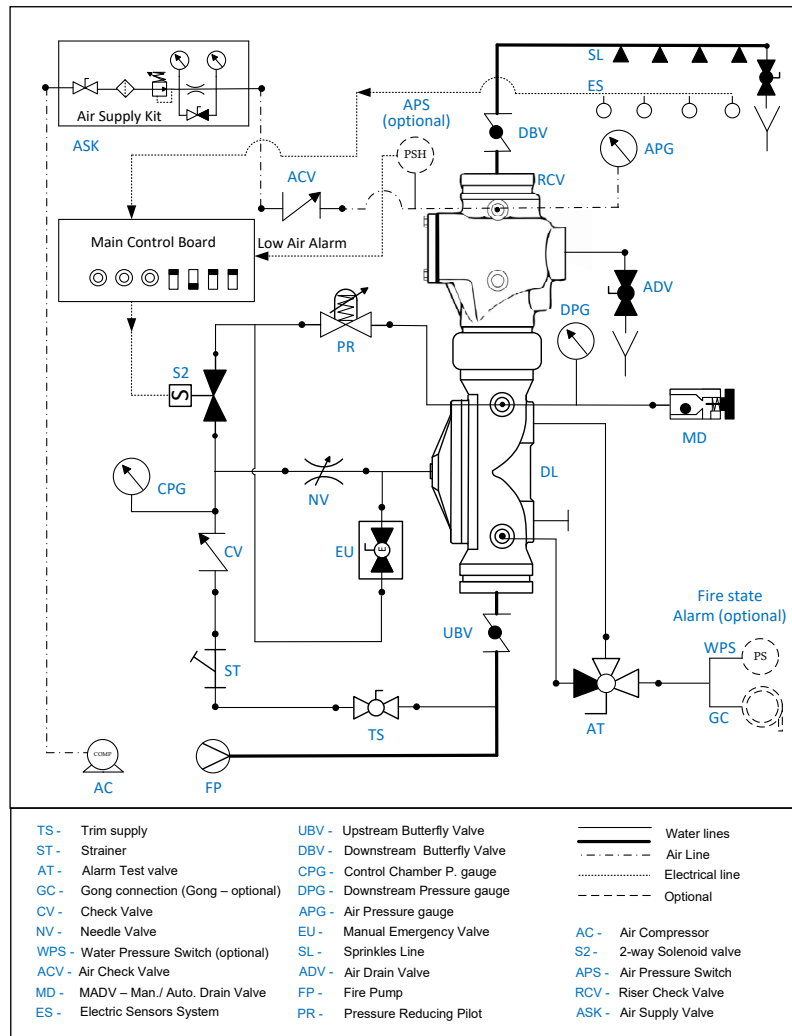 SL
ES
APS
(optional)
Air Supply Kit
ASK
DBV
APG
PSH
ACV
RCV
Main Control Board
Low Air Alarm
ADV
DPG
PR
S2
S
MD
CPG
NV
DL
EU
E
CV
Fire state
Alarm (optional)
UBV
WPS
PS
ST
GC
TS
AT
COMP
AC
FP
TS - Trim supply
ST - Strainer
AT - Alarm Test valve
GC - Gong connection (Gong – optional)
CV - Check Valve
NV - Needle Valve
WPS - Water Pressure Switch (optional)
ACV - Air Check Valve
MD - MADV – Man./ Auto. Drain Valve
ES - Electric Sensors System
UBV - Upstream Butterfly Valve
DBV - Downstream Butterfly Valve
CPG - Control Chamber P. gauge
DPG - Downstream Pressure gauge
APG - Air Pressure gauge
EU - Manual Emergency Valve
SL - Sprinkles Line
ADV - Air Drain Valve
FP - Fire Pump
PR - Pressure Reducing Pilot
Water lines
Air Line
Electrical line
Optional
AC - Air Compressor
S2 - 2-way Solenoid valve
APS - Air Pressure Switch
RCV - Riser Check Valve
ASK - Air Supply Valve